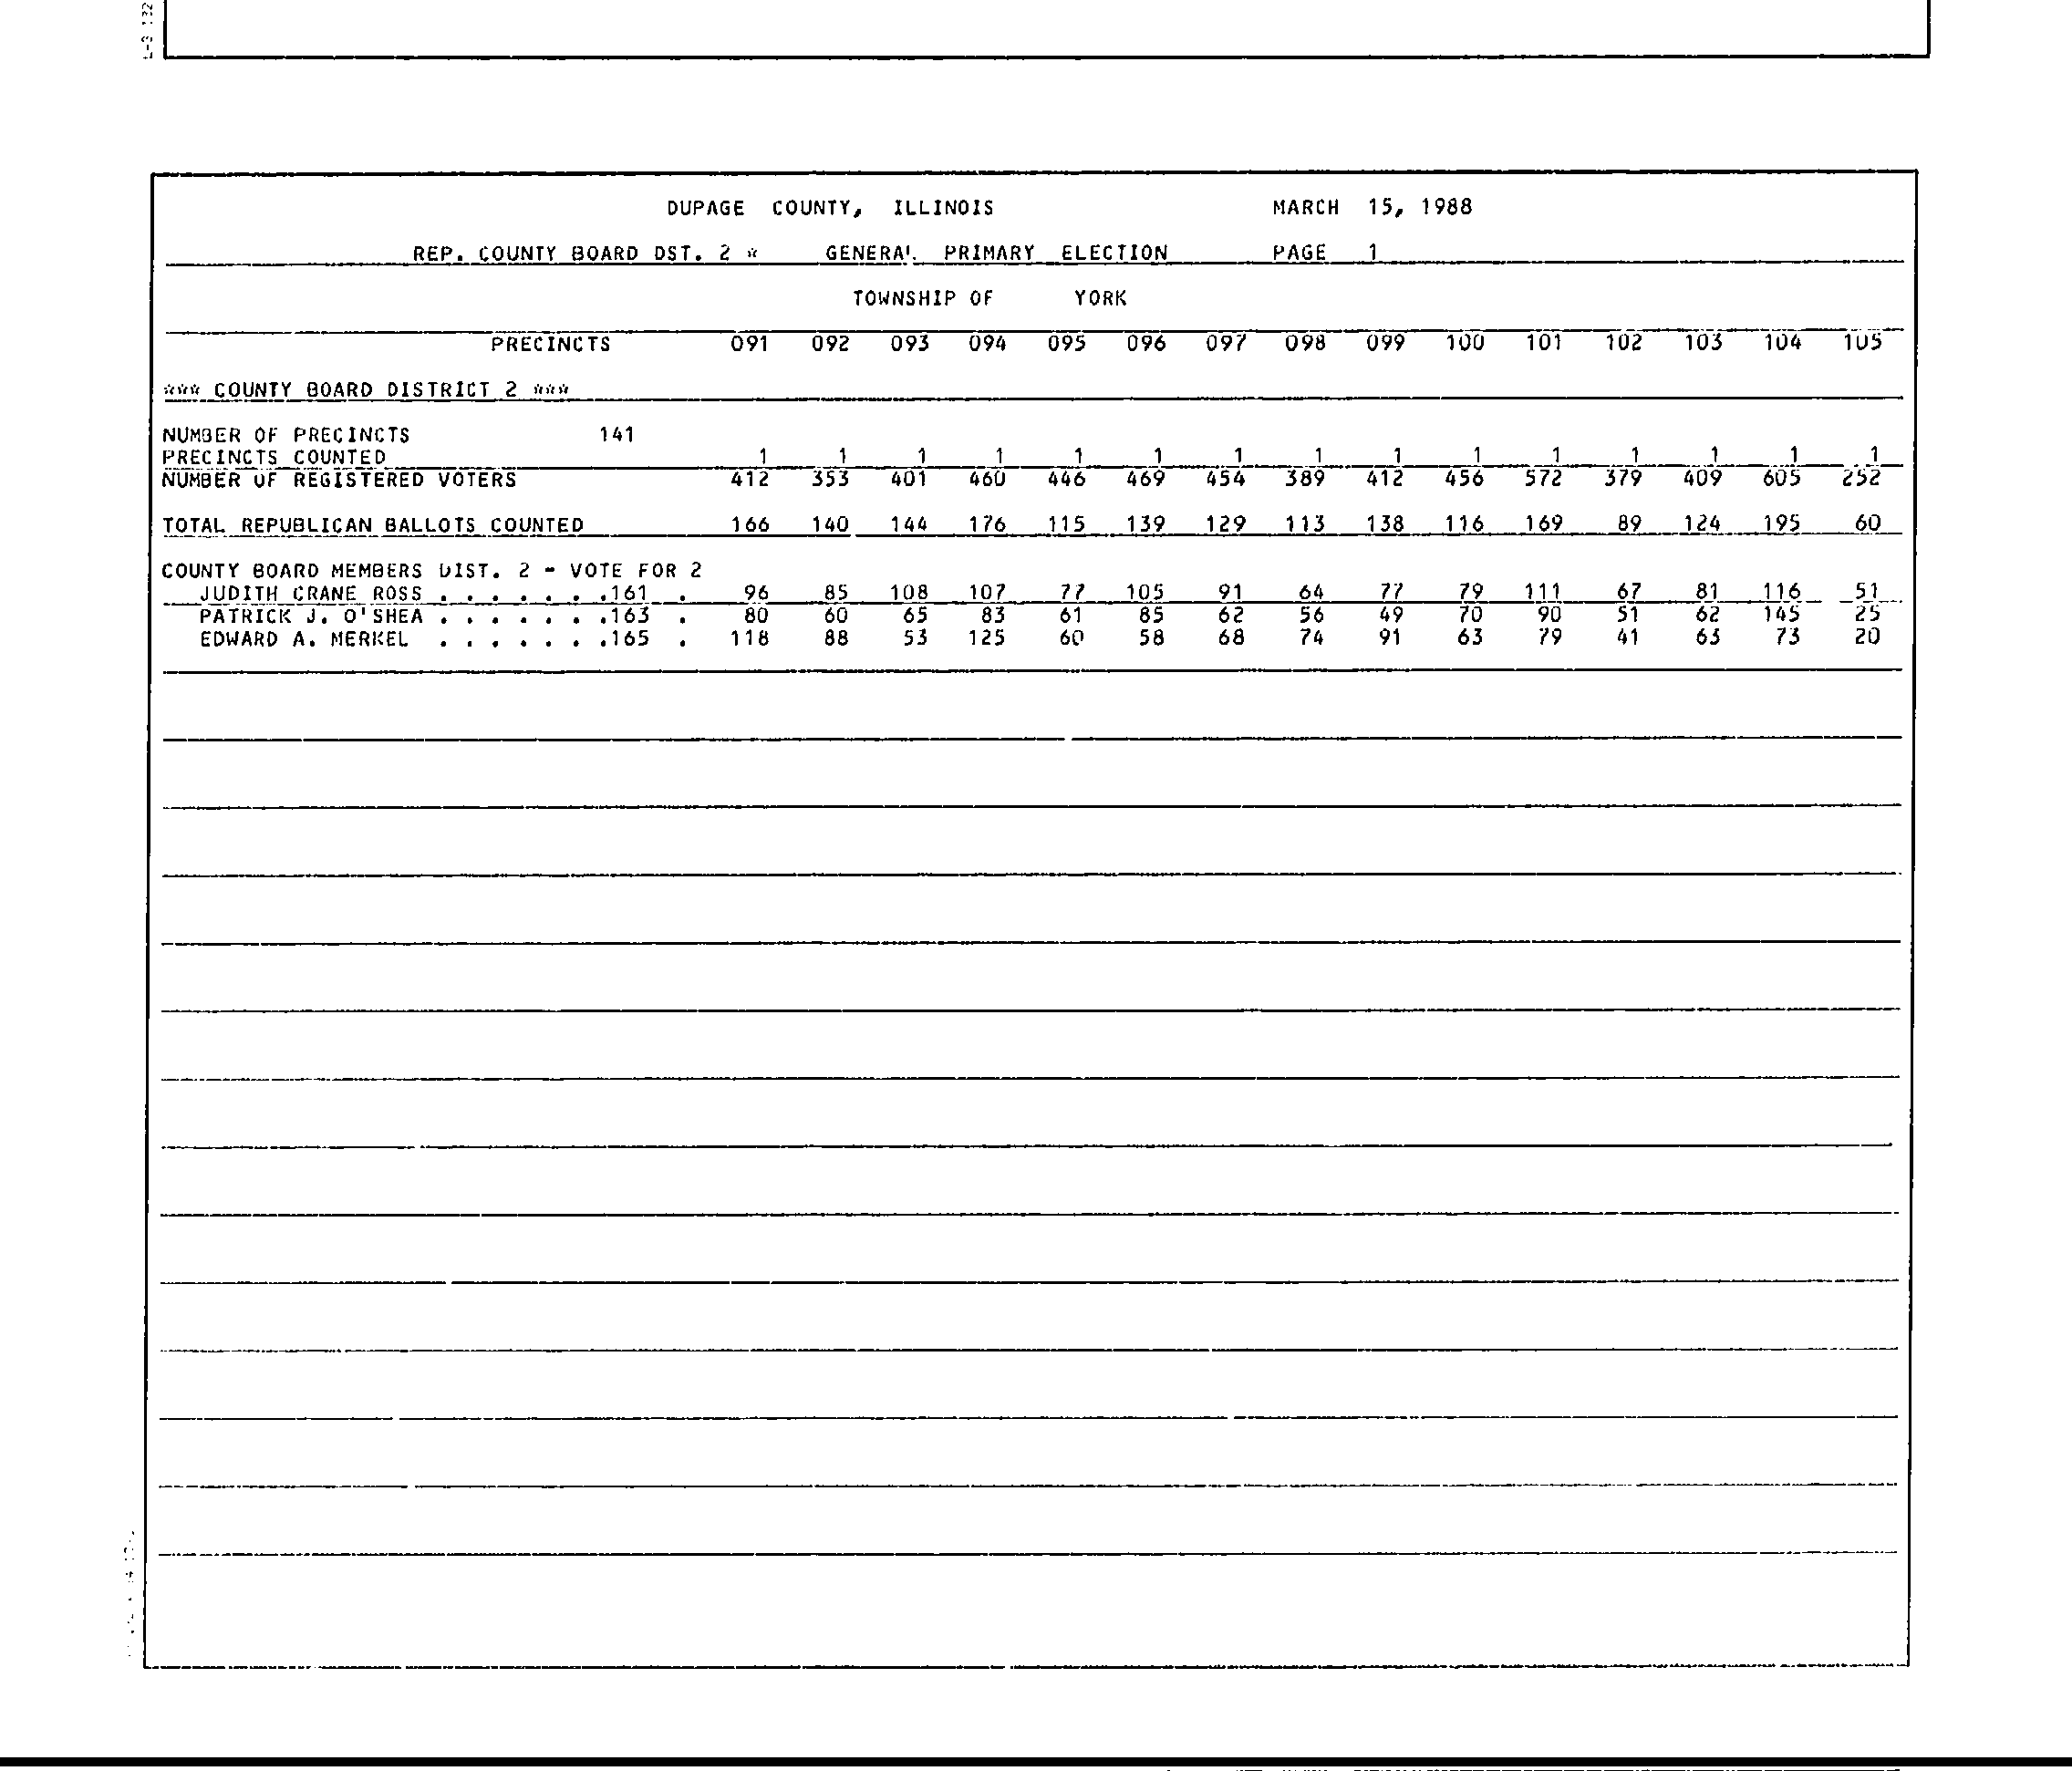 DUPAGE COUNTY, ILLINOIS MARCH 15, 1988
REP. COUNTY BOARD DST. 2 * GENERAL PRIMARY ELECTION PAGE 1
TOWNSHIP OF YORK
PRECINCTS 091 092 093 094 095 096 097 098 099 100 101 102 103 104 105
*** COUNTY BOARD DISTRICT 2 ***
NUMBER OF PRECINCTS 141
PRECINCTS COUNTED 1 1 1 1 1 1 1 1 1 1 1 1 1 1 1
NUMBER OF REGISTERED VOTERS 412 353 401 460 446 469 454 389 412 456 572 379 409 605 252
TOTAL REPUBLICAN BALLOTS COUNTED 166 140 144 176 115 139 129 113 138 116 169 89 124 195 60
COUNTY BOARD MEMBERS DIST. 2 - VOTE FOR 2
JUDITH CRANE ROSS . . . . . . .161 . 96 85 108 107 77 105 91 64 77 79 111 67 81 116 51
PATRICK J. O'SHEA . . . . . . .163 . 80 60 65 83 61 85 62 56 49 70 90 51 62 145 25
EDWARD A. MERKEL . . . . . . .165 . 118 88 53 125 60 58 68 74 91 63 79 41 63 73 20